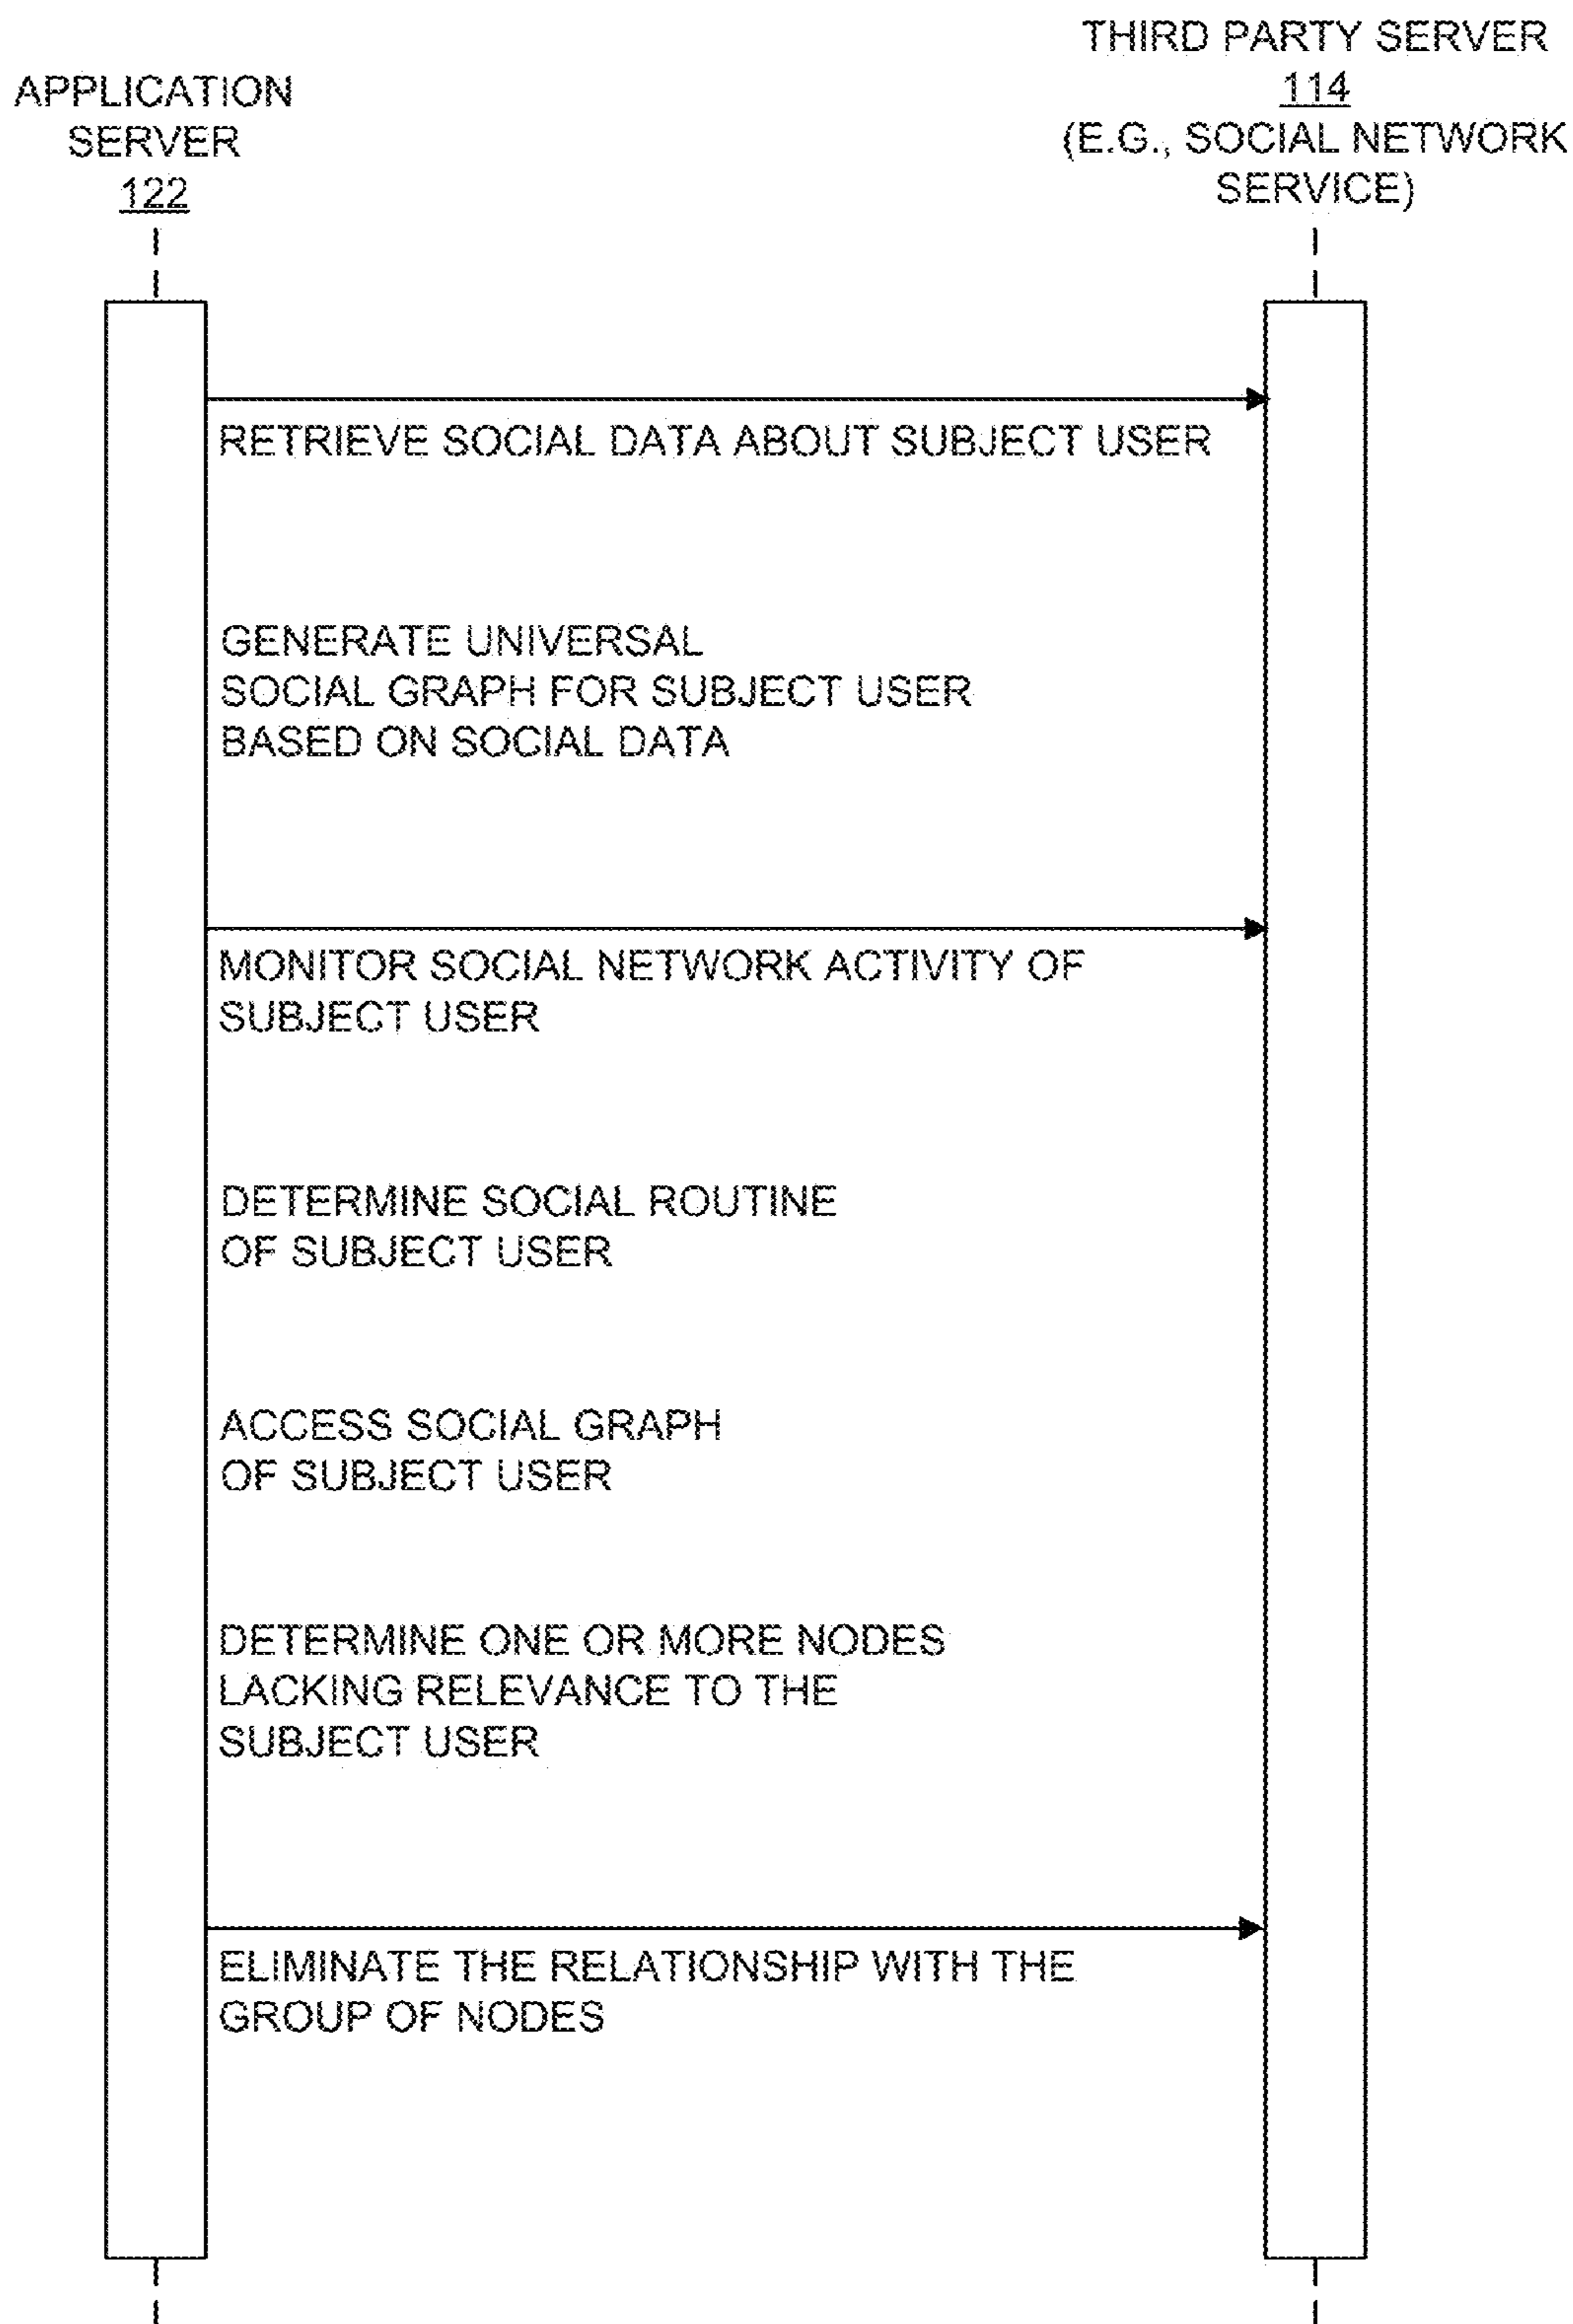 APPLICATION
SERVER
122
THIRD PARTY SERVER
114
(E.G., SOCIAL NETWORK
SERVICE)
RETRIEVE SOCIAL DATA ABOUT SUBJECT USER
GENERATE UNIVERSAL
SOCIAL GRAPH FOR SUBJECT USER
BASED ON SOCIAL DATA
MONITOR SOCIAL NETWORK ACTIVITY OF
SUBJECT USER
DETERMINE SOCIAL ROUTINE
OF SUBJECT USER
ACCESS SOCIAL GRAPH
OF SUBJECT USER
DETERMINE ONE OR MORE NODES
LACKING RELEVANCE TO THE
SUBJECT USER
ELIMINATE THE RELATIONSHIP WITH THE
GROUP OF NODES